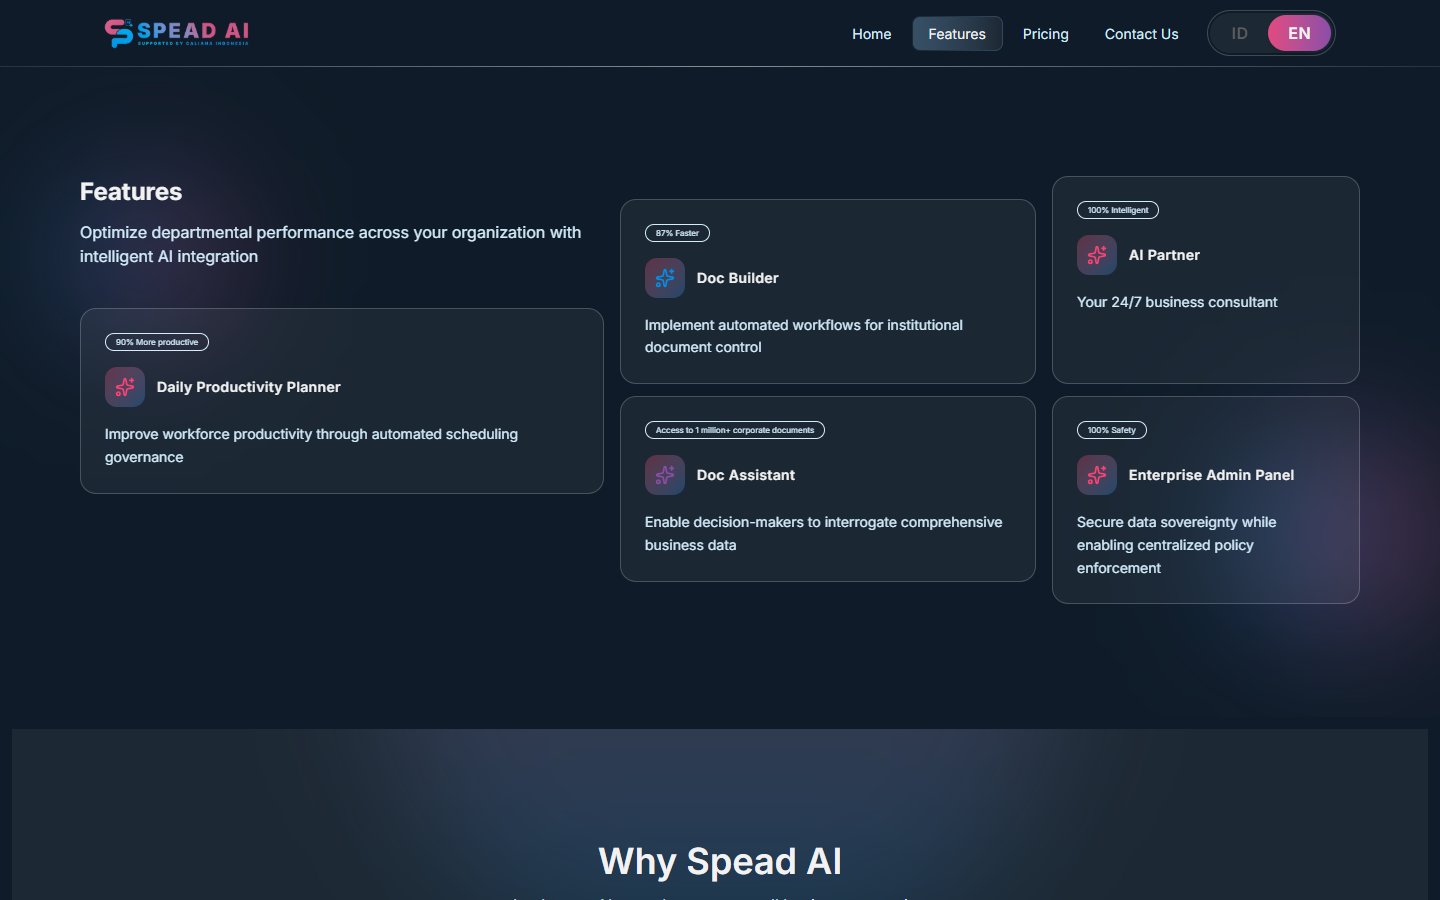 SPEAD AI
SUPPORTED BY CALIANA INDONESIA
Home
Features
Pricing
Contact Us
ID
EN
Features
Optimize departmental performance across your organization with
intelligent AI integration
90% More productive
Daily Productivity Planner
Improve workforce productivity through automated scheduling
governance
87% Faster
Doc Builder
Implement automated workflows for institutional
document control
Access to 1 million+ corporate documents
Doc Assistant
Enable decision-makers to interrogate comprehensive
business data
100% Intelligent
AI Partner
Your 24/7 business consultant
100% Safety
Enterprise Admin Panel
Secure data sovereignty while
enabling centralized policy
enforcement
Why Spead AI